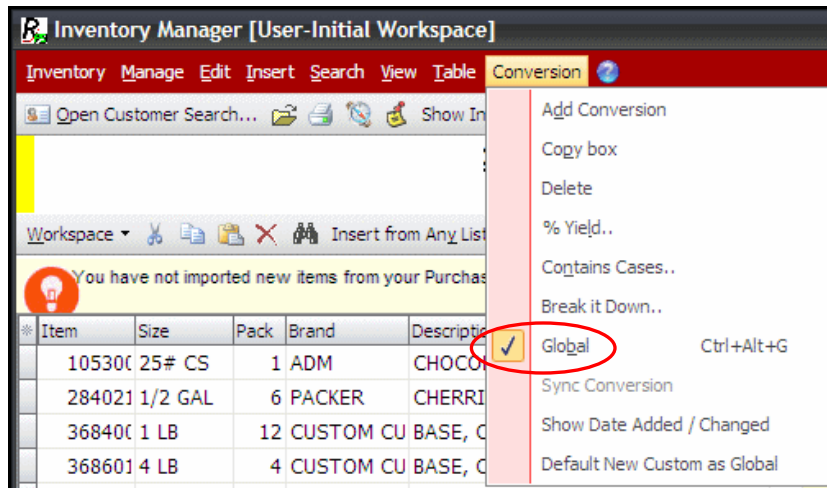 Inventory Manager [User-Initial Workspace]
Inventory Manage Edit Insert Search View Table Conversion
Open Customer Search... Show In
Workspace Insert from Any List
You have not imported new items from your Purchas
Item Size Pack Brand Descriptio
105300 25# CS 1 ADM CHOCO
284021 1/2 GAL 6 PACKER CHERRI
368400 1 LB 12 CUSTOM CU BASE, C
368601 4 LB 4 CUSTOM CU BASE, C
Add Conversion
Copy box
Delete
% Yield..
Contains Cases..
Break it Down..
Global Ctrl+Alt+G
Sync Conversion
Show Date Added / Changed
Default New Custom as Global